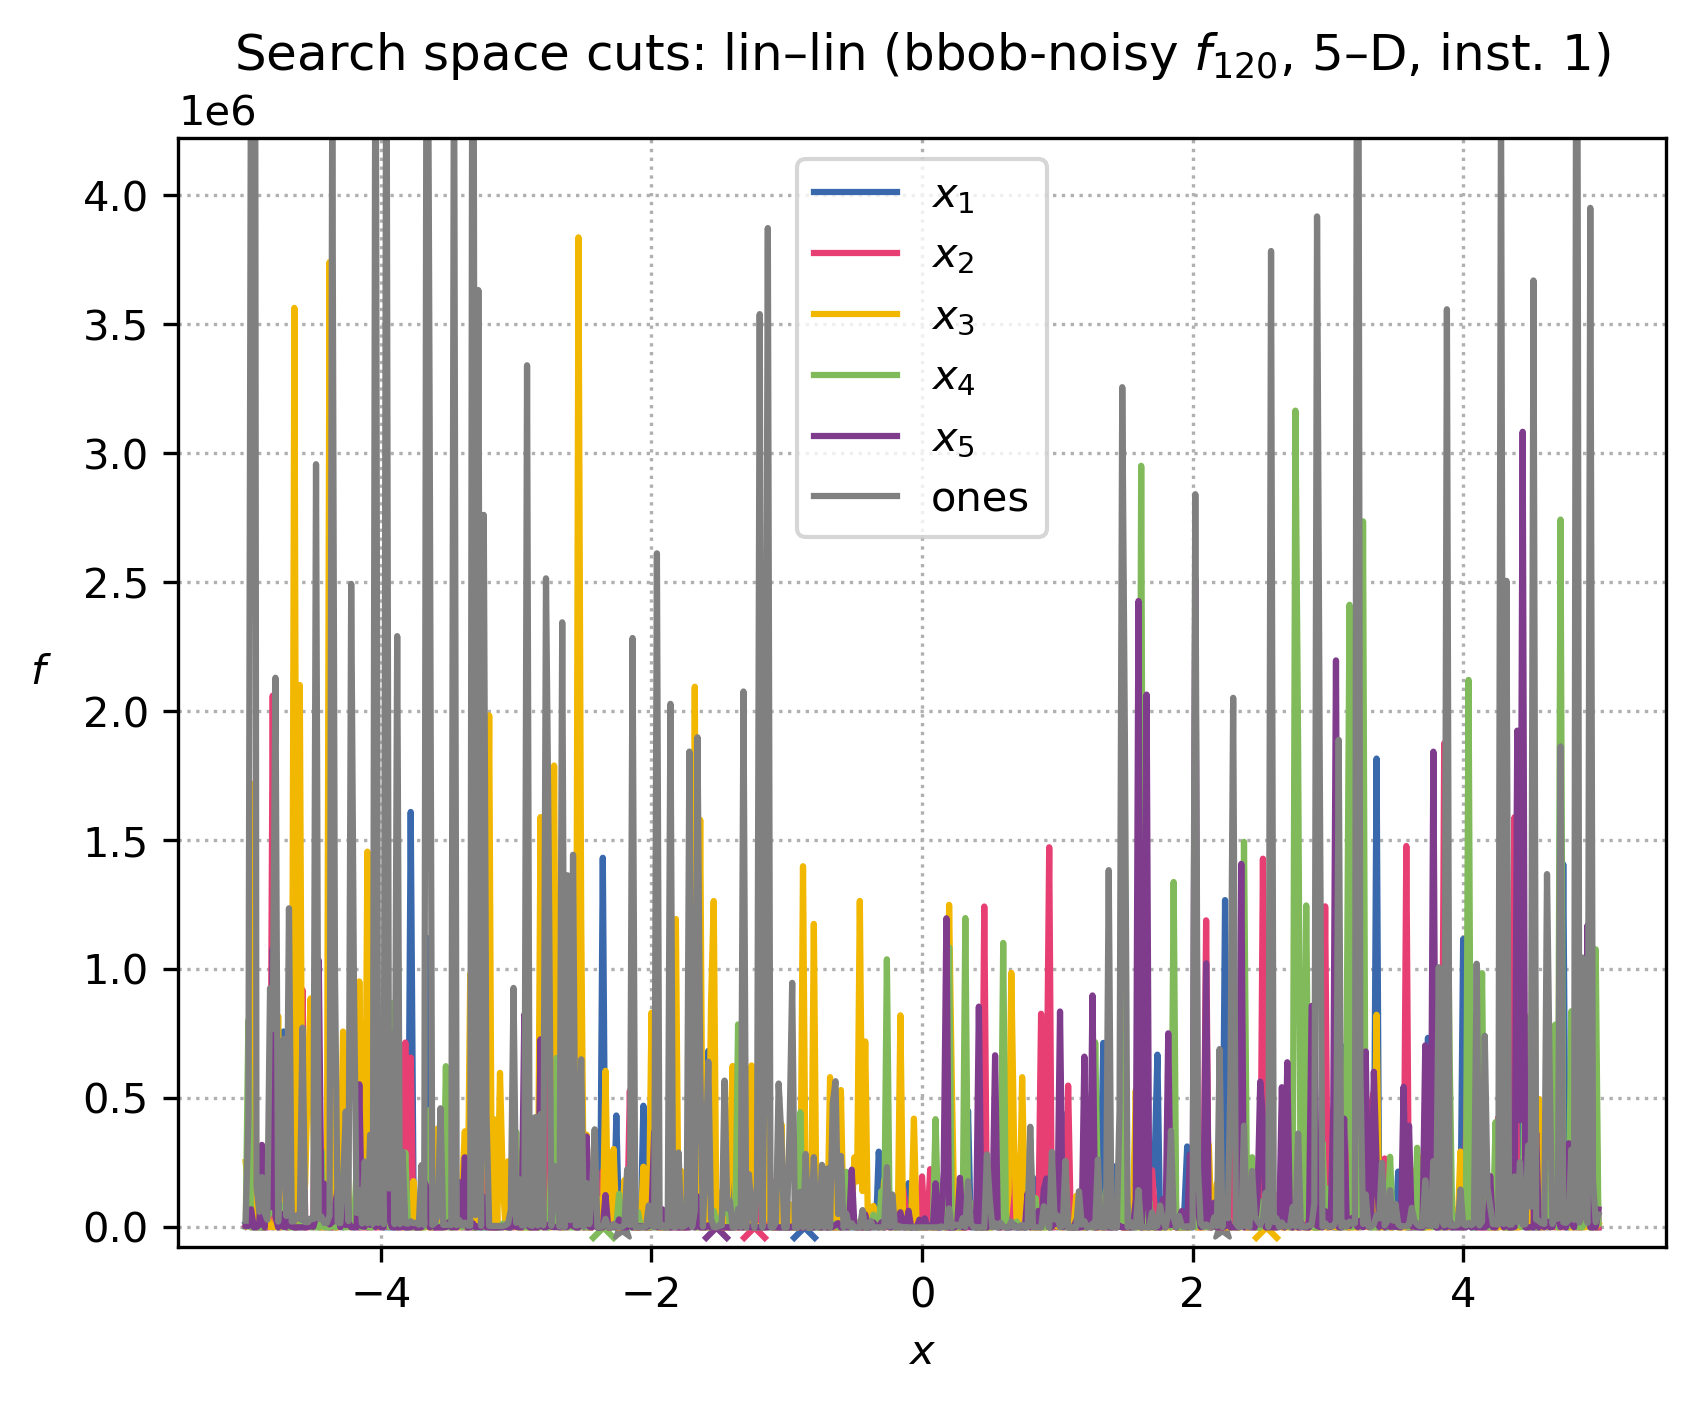 Search space cuts: lin–lin (bbob-noisy f₁₂₀, 5–D, inst. 1)
1e6
4.0
3.5
3.0
2.5
2.0
1.5
1.0
0.5
0.0
f
x₁
x₂
x₃
x₄
x₅
ones
−4
−2
0
2
4
x